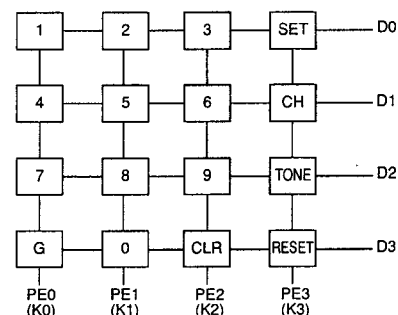 1 2 3 SET D0
4 5 6 CH D1
7 8 9 TONE D2
G 0 CLR RESET D3
PE0 PE1 PE2 PE3
(K0) (K1) (K2) (K3)